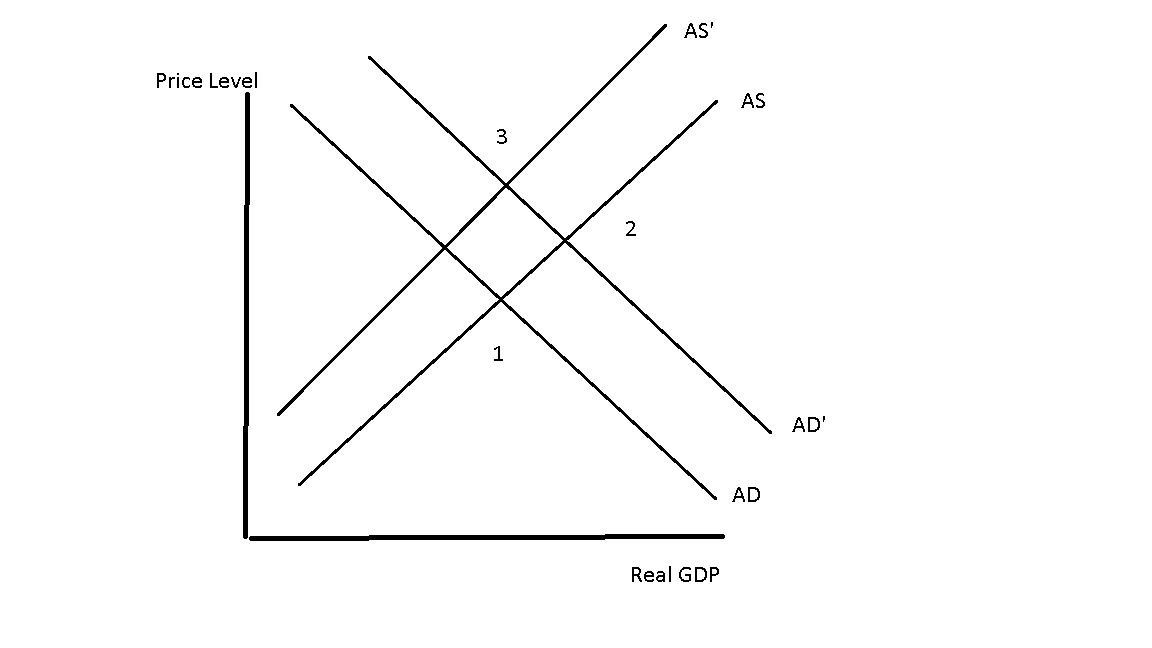 AS'
Price Level
AS
3
2
1
AD'
AD
Real GDP